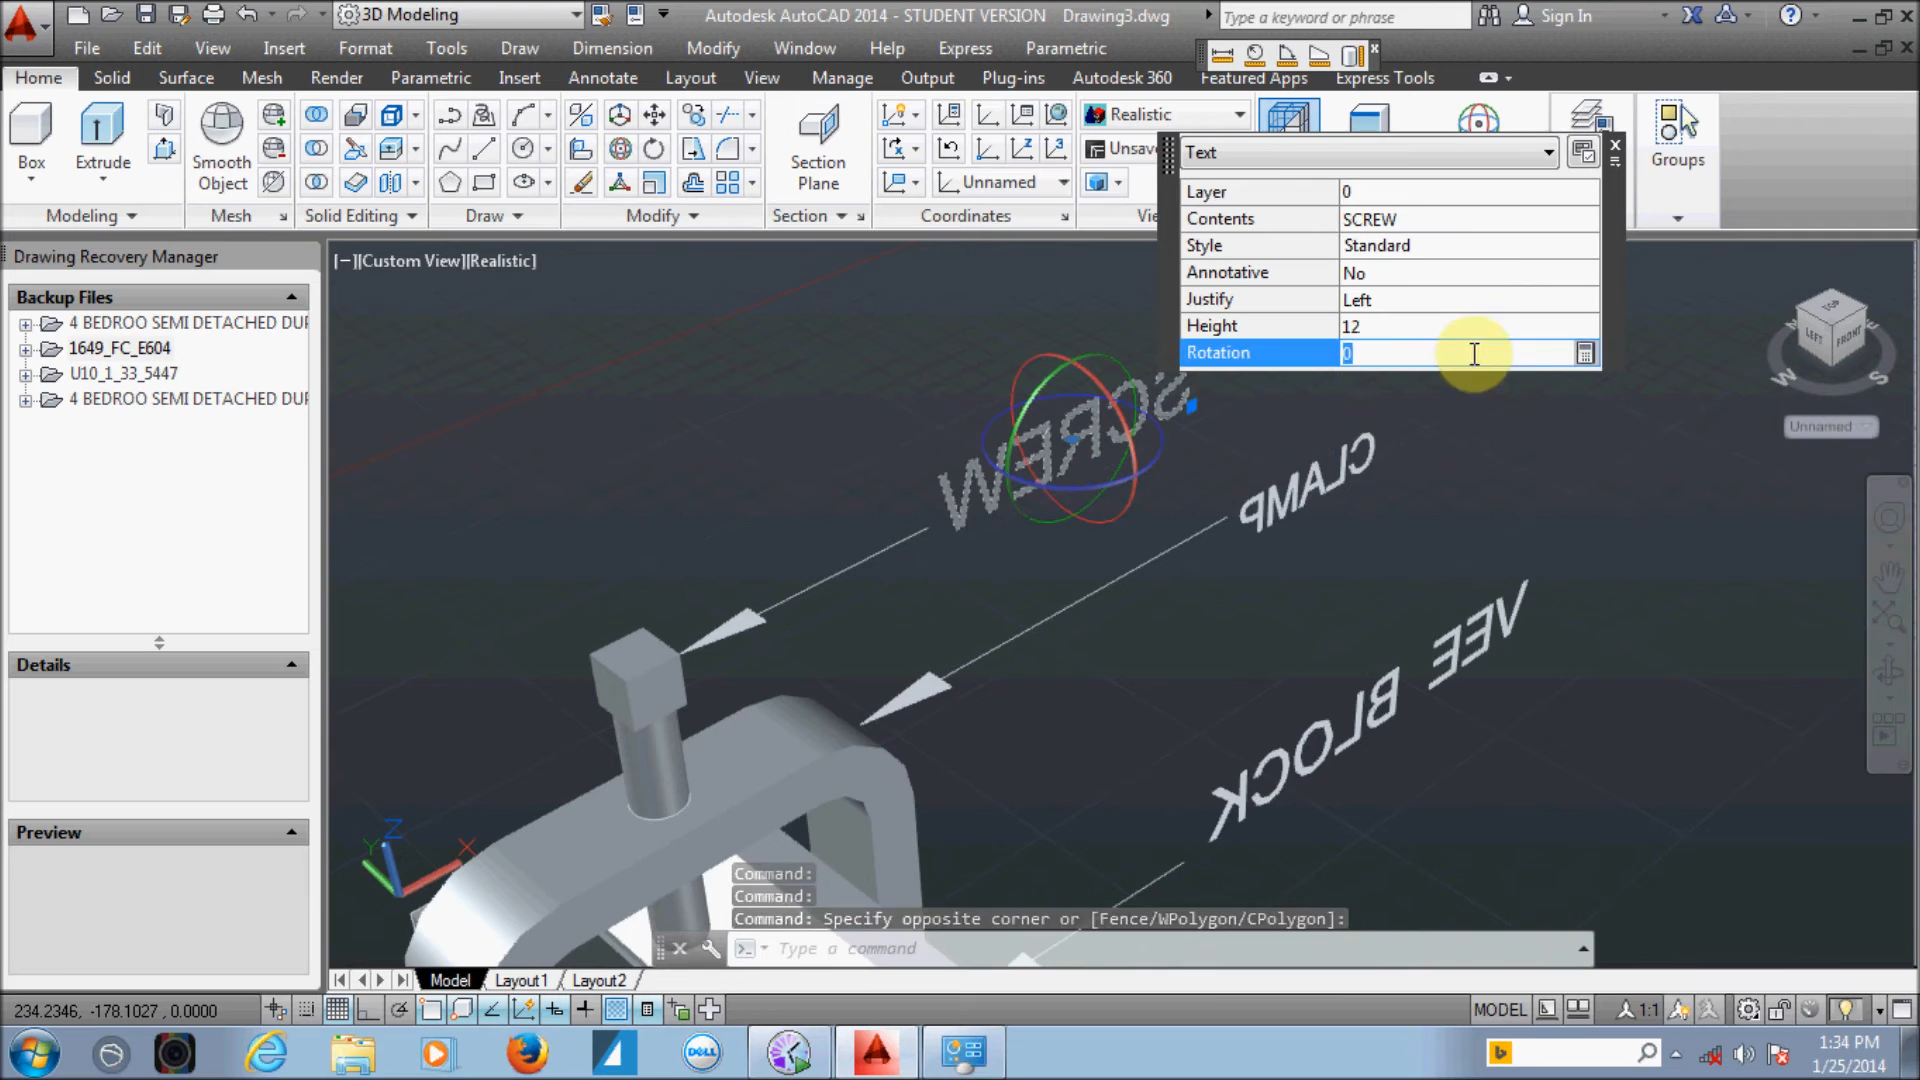 3D Modeling
Autodesk AutoCAD 2014 - STUDENT VERSION Drawing3.dwg
Type a keyword or phrase
Sign In
File Edit View Insert Format Tools Draw Dimension Modify Window Help Express Parametric
Home Solid Surface Mesh Render Parametric Insert Annotate Layout View Manage Output Plug-ins Autodesk 360 Featured Apps Express Tools
Box
Extrude
Smooth
Object
Section
Plane
Realistic
Unnamed
Groups
Modeling
Mesh
Solid Editing
Draw
Modify
Section
Coordinates
Text
Layer 0
Contents SCREW
Style Standard
Annotative No
Justify Left
Height 12
Rotation 0
Drawing Recovery Manager
Backup Files
4 BEDROO SEMI DETACHED DUP
1649_FC_E604
U10_1_33_5447
4 BEDROO SEMI DETACHED DUP
Details
Preview
[−][Custom View][Realistic]
TOP
LEFT
FRONT
W
S
Unnamed
SCREW
CLAMP
VEE BLOCK
X
Y
Z
Command:
Command:
Command: Specify opposite corner or [Fence/WPolygon/CPolygon]:
Type a command
Model Layout1 Layout2
234.2346, -178.1027 , 0.0000
MODEL
1:1
DELL
1:34 PM
1/25/2014